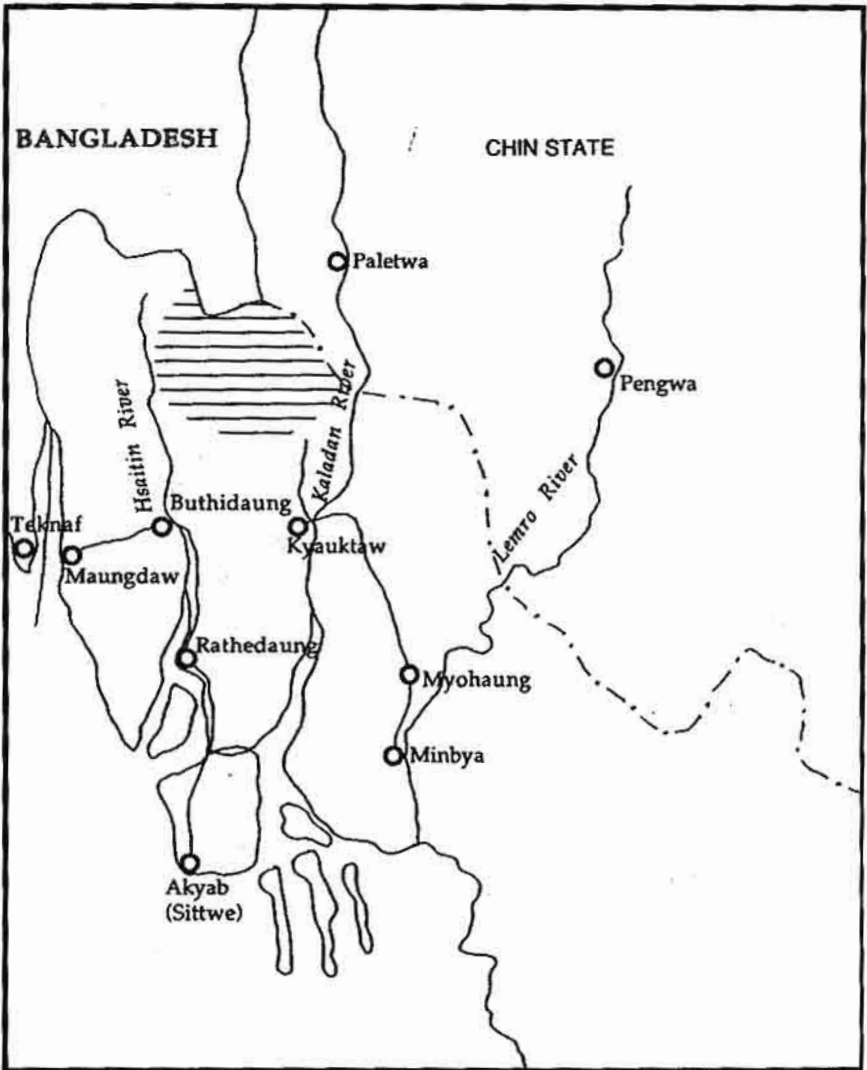 BANGLADESH
CHIN STATE
Paletwa
Pengwa
Hsaitin River
Kaladan River
Lemro River
Buthidaung
Teknaf
Kyauktaw
Maungdaw
Rathedaung
Myohaung
Minbya
Akyab
(Sittwe)